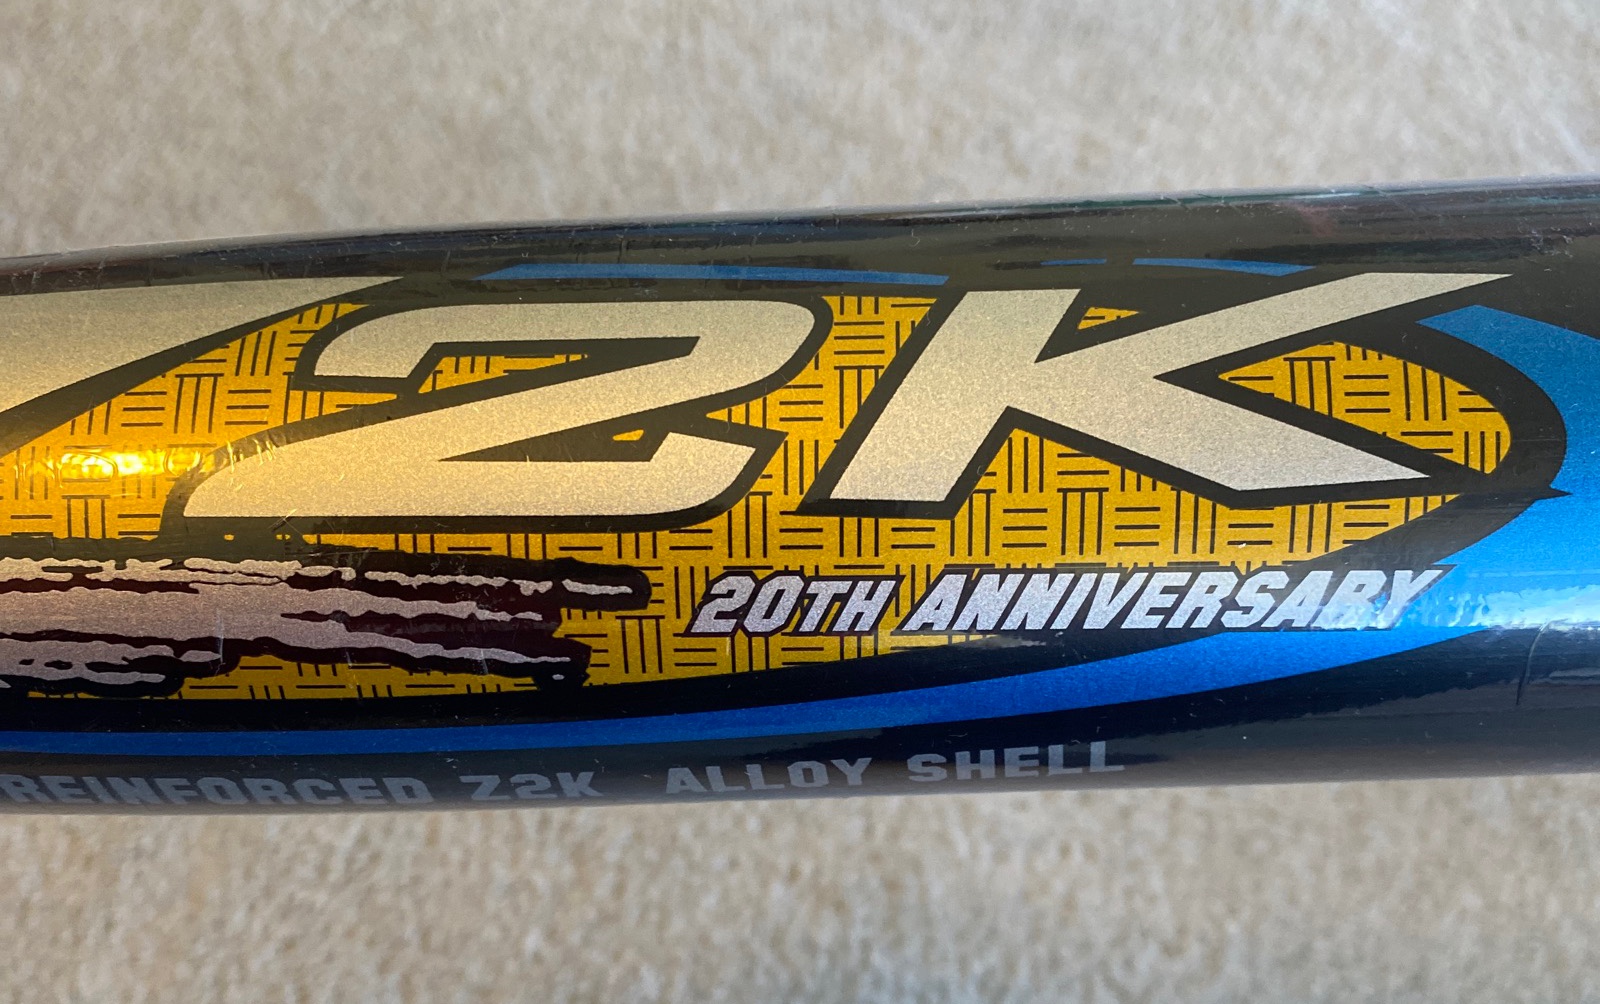 Z2K
20TH ANNIVERSARY
REINFORCED Z2K ALLOY SHELL